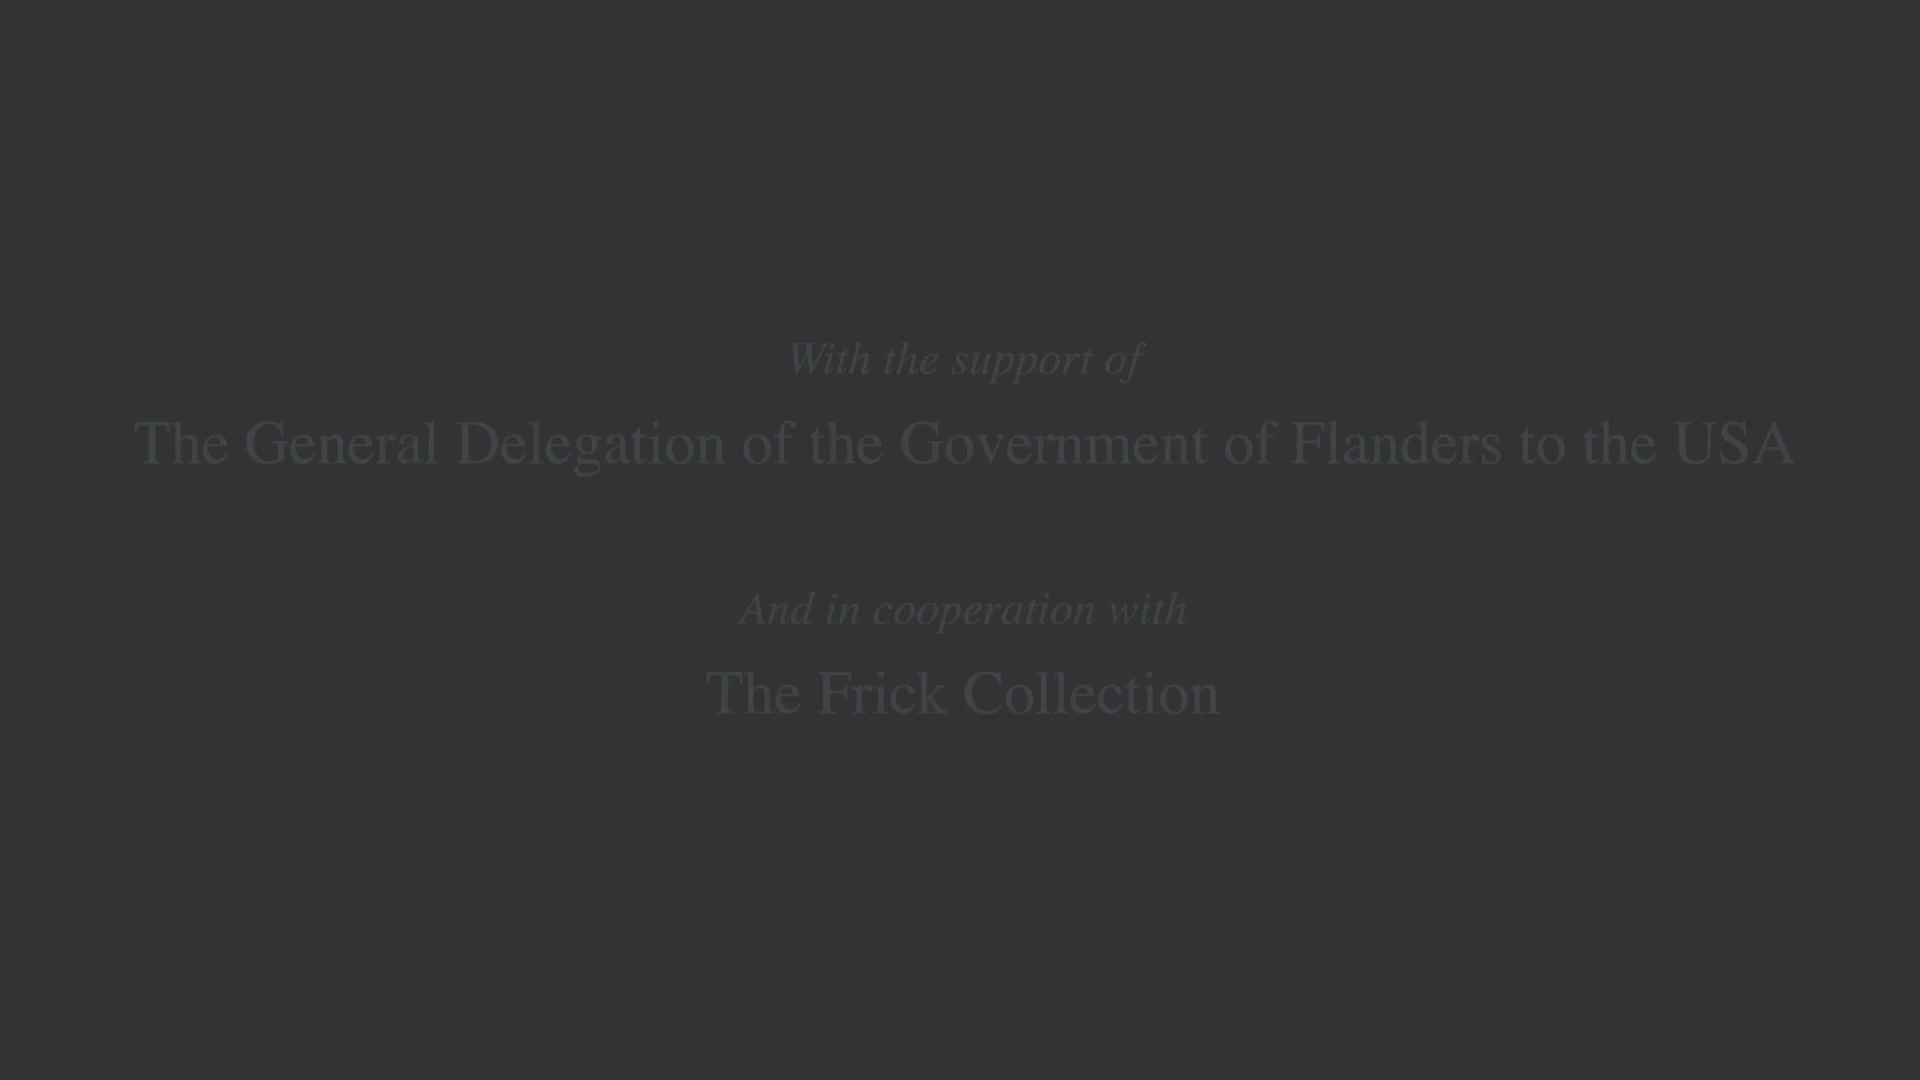 With the support of
The General Delegation of the Government of Flanders to the USA
And in cooperation with
The Frick Collection